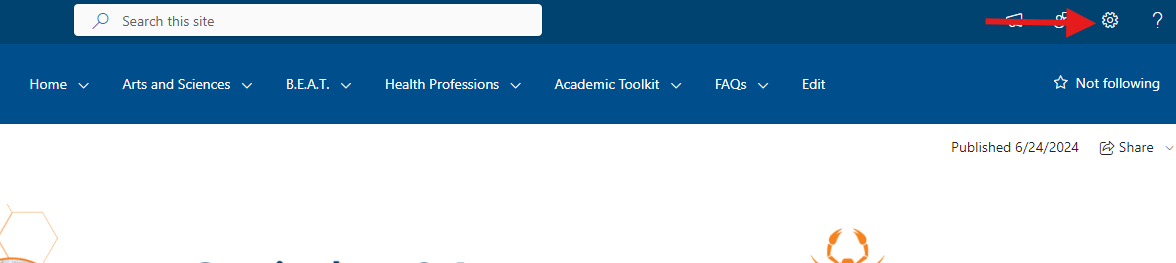 Search this site
?
Home Arts and Sciences B.E.A.T. Health Professions Academic Toolkit FAQs Edit Not following
Published 6/24/2024 Share